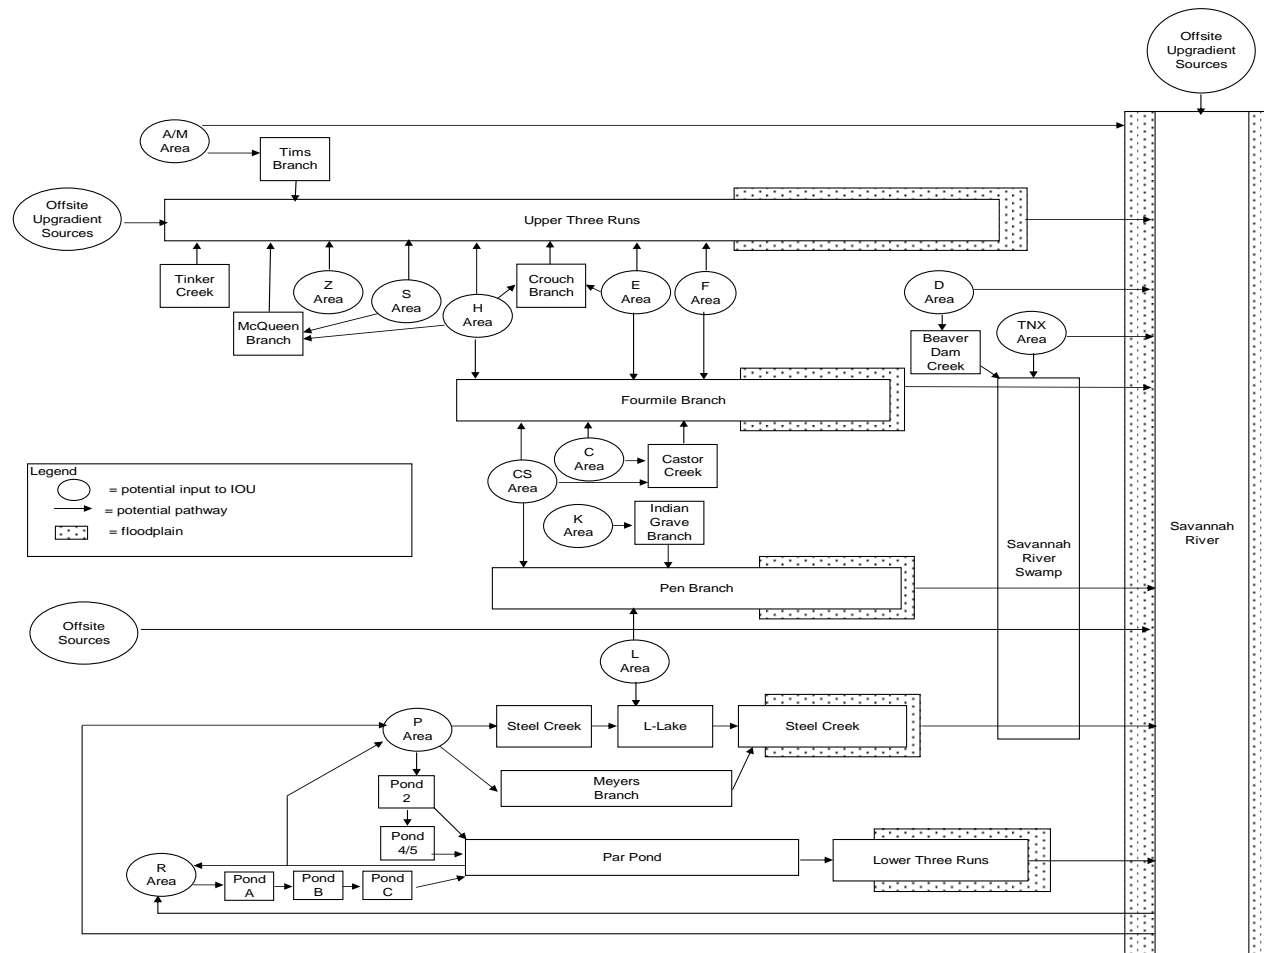 Offsite
Upgradient
Sources
A/M
Area
Tims
Branch
Offsite
Upgradient
Sources
Upper Three Runs
Tinker
Creek
McQueen
Branch
Z
Area
S
Area
H
Area
Crouch
Branch
E
Area
F
Area
D
Area
Beaver
Dam
Creek
TNX
Area
Fourmile Branch
CS
Area
C
Area
Castor
Creek
Legend
= potential input to IOU
= potential pathway
= floodplain
K
Area
Indian
Grave
Branch
Savannah
River
Swamp
Savannah
River
Pen Branch
Offsite
Sources
L
Area
P
Area
Steel Creek
L-Lake
Steel Creek
Meyers
Branch
Pond
2
Pond
4/5
Par Pond
Lower Three Runs
R
Area
Pond
A
Pond
B
Pond
C